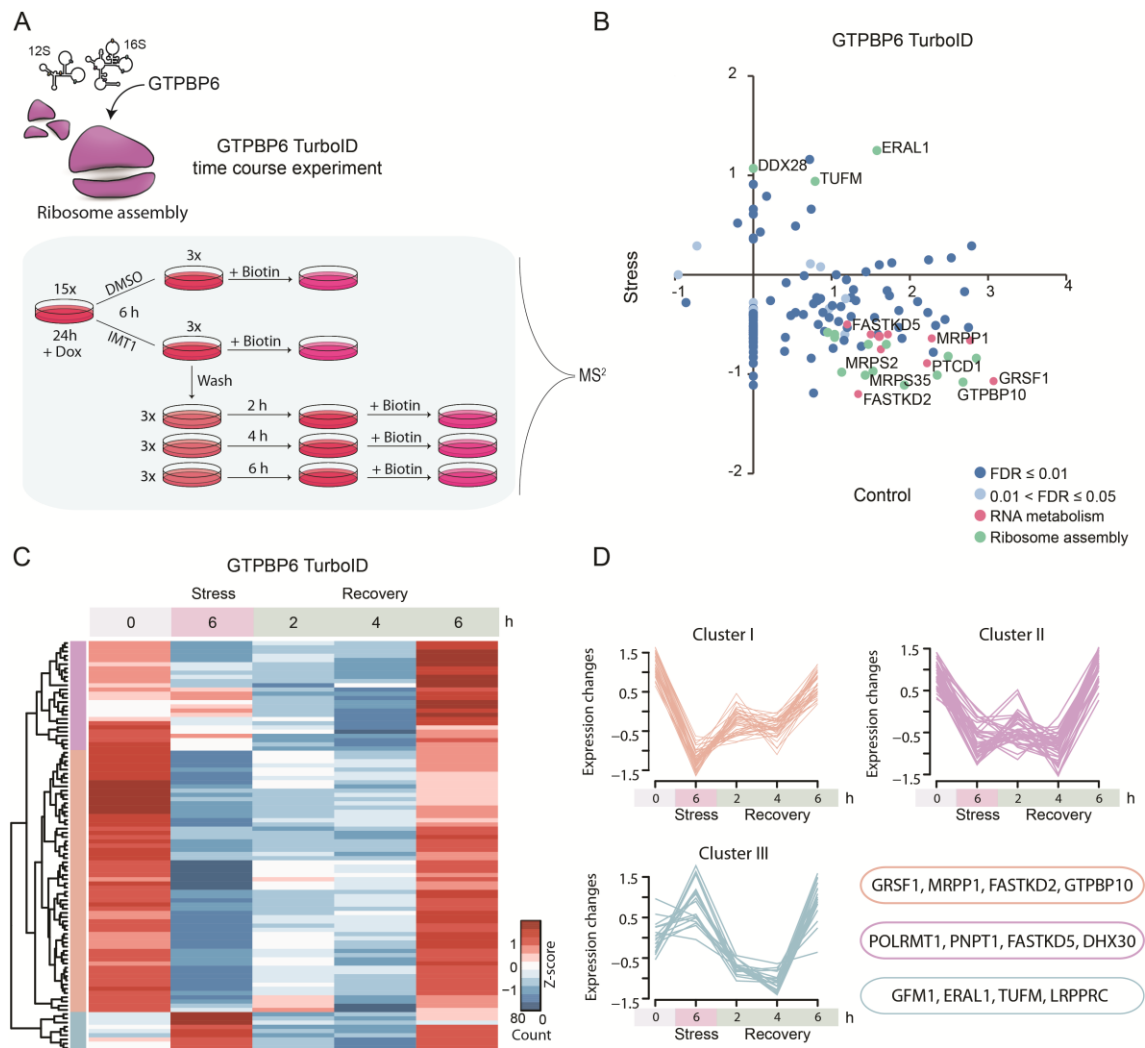 A
12S
16S
GTPBP6
GTPBP6 TurboID
time course experiment
Ribosome assembly
15x
24h
+ Dox
DMSO
6 h
IMT1
3x
+ Biotin
3x
+ Biotin
Wash
3x
2 h
+ Biotin
3x
4 h
+ Biotin
3x
6 h
+ Biotin
MS²
B
GTPBP6 TurboID
2
1
-1
-2
-1
0
1
2
3
4
Stress
Control
ERAL1
DDX28
TUFM
FASTKD5
MRPP1
MRPS2
PTCD1
MRPS35
GRSF1
FASTKD2
GTPBP10
FDR ≤ 0.01
0.01 < FDR ≤ 0.05
RNA metabolism
Ribosome assembly
C
GTPBP6 TurboID
Stress
Recovery
0
6
2
4
6
h
1
0
−1
Z-score
80
0
Count
D
Cluster I
Expression changes
1.5
0.5
−0.5
−1.5
0
6
2
4
6
h
Stress
Recovery
Cluster II
Expression changes
1.5
0.5
−0.5
−1.5
0
6
2
4
6
h
Stress
Recovery
Cluster III
Expression changes
1.5
0.5
−0.5
−1.5
0
6
2
4
6
h
Stress
Recovery
GRSF1, MRPP1, FASTKD2, GTPBP10
POLRMT1, PNPT1, FASTKD5, DHX30
GFM1, ERAL1, TUFM, LRPPRC